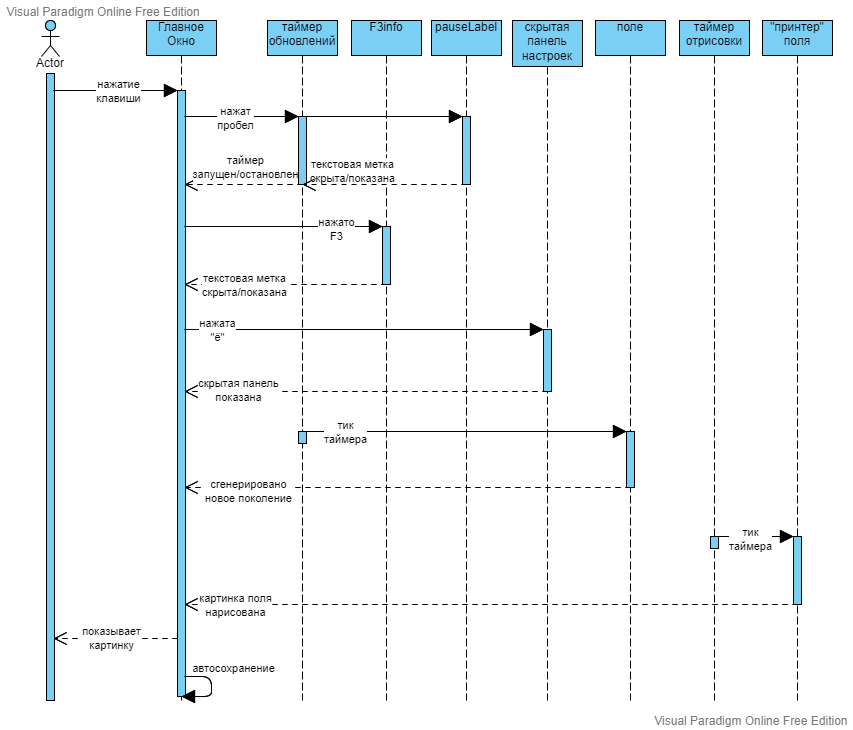 Visual Paradigm Online Free Edition
Actor
Главное
Окно
таймер
обновлений
F3info
pauseLabel
скрытая
панель
настроек
поле
таймер
отрисовки
"принтер"
поля
нажатие
клавиши
нажат
пробел
таймер
запущен/остановлен
текстовая метка
скрыта/показана
нажато
F3
текстовая метка
скрыта/показана
нажата
"ё"
скрытая панель
показана
тик
таймера
сгенерировано
новое поколение
тик
таймера
картинка поля
нарисована
показывает
картинку
автосохранение
Visual Paradigm Online Free Edition